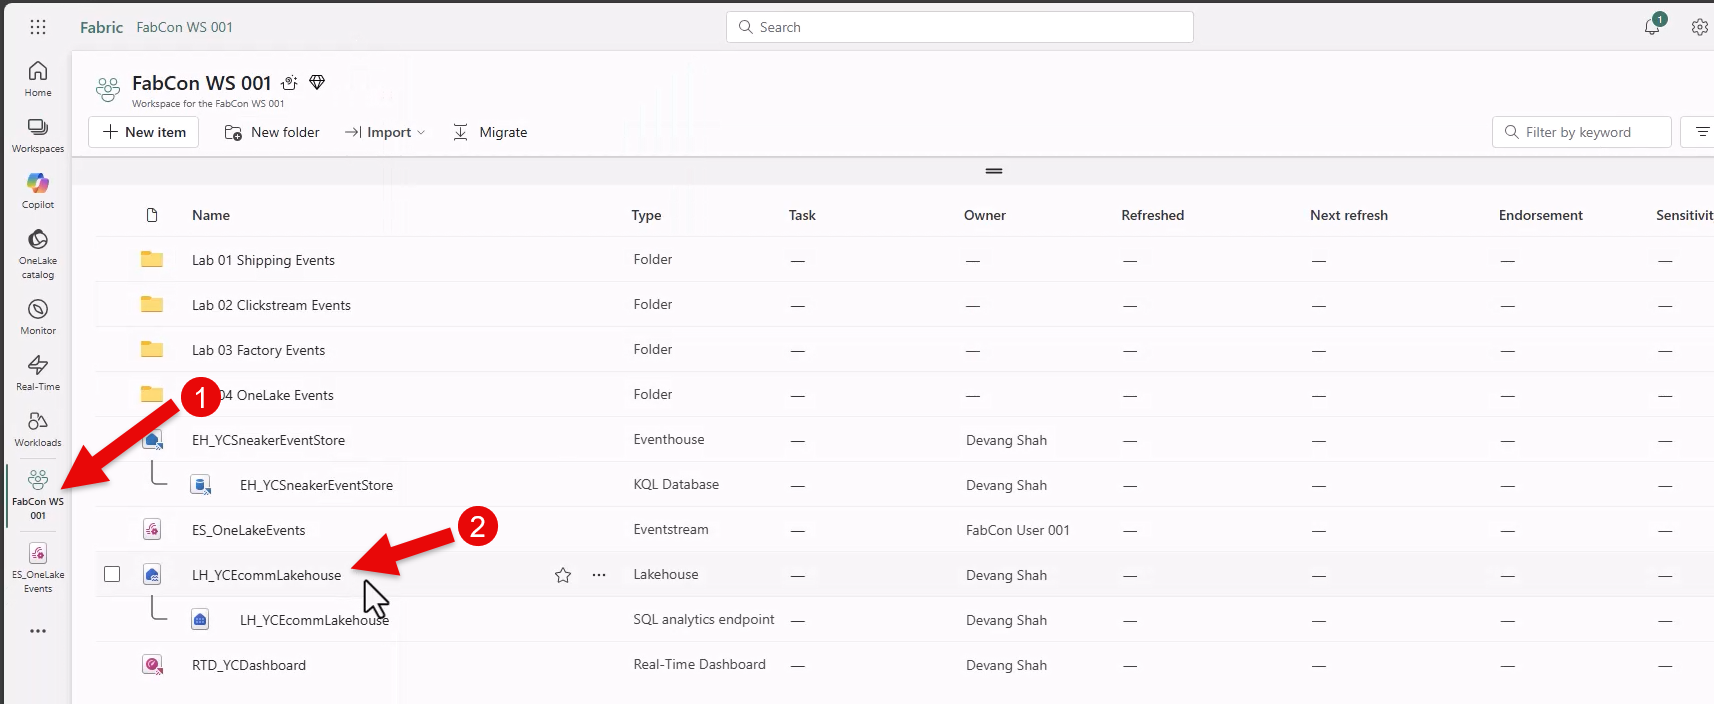 Fabric FabCon WS 001
Search
1
Home
Workspaces
Copilot
OneLake
catalog
Monitor
Real-Time
Workloads
FabCon WS
001
ES_OneLake
Events
FabCon WS 001
Workspace for the FabCon WS 001
New item New folder Import Migrate
Filter by keyword
Name Type Task Owner Refreshed Next refresh Endorsement Sensitivit
Lab 01 Shipping Events Folder — — — — — —
Lab 02 Clickstream Events Folder — — — — — —
Lab 03 Factory Events Folder — — — — — —
1
04 OneLake Events Folder — — — — — —
EH_YCSneakerEventStore Eventhouse — Devang Shah — — — —
EH_YCSneakerEventStore KQL Database — Devang Shah — — — —
2
ES_OneLakeEvents Eventstream — FabCon User 001 — — — —
LH_YCEcommLakehouse Lakehouse — Devang Shah — — — —
LH_YCEcommLakehouse SQL analytics endpoint — Devang Shah — — — —
RTD_YCDashboard Real-Time Dashboard — Devang Shah — — — —